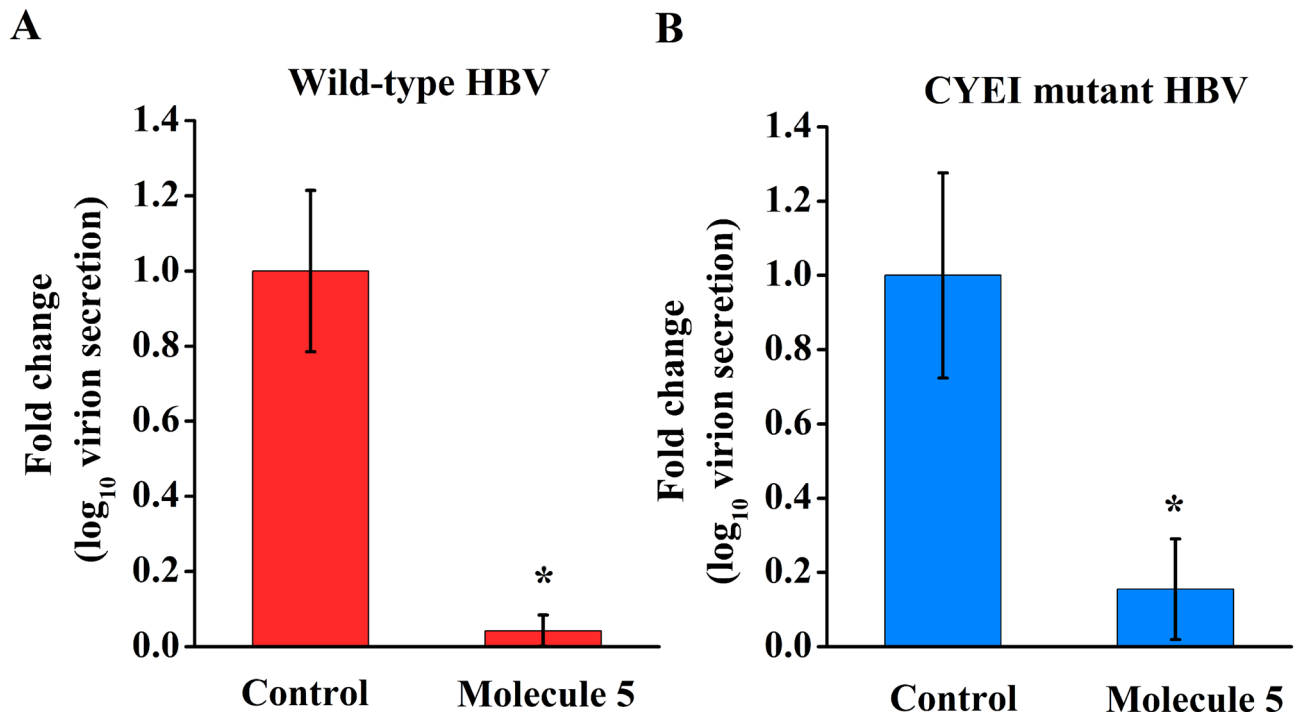 A
Wild-type HBV
Fold change
(log10 virion secretion)
1.4
1.2
1.0
0.8
0.6
0.4
0.2
0.0
*
Control
Molecule 5
B
CYEI mutant HBV
Fold change
(log10 virion secretion)
1.4
1.2
1.0
0.8
0.6
0.4
0.2
0.0
*
Control
Molecule 5